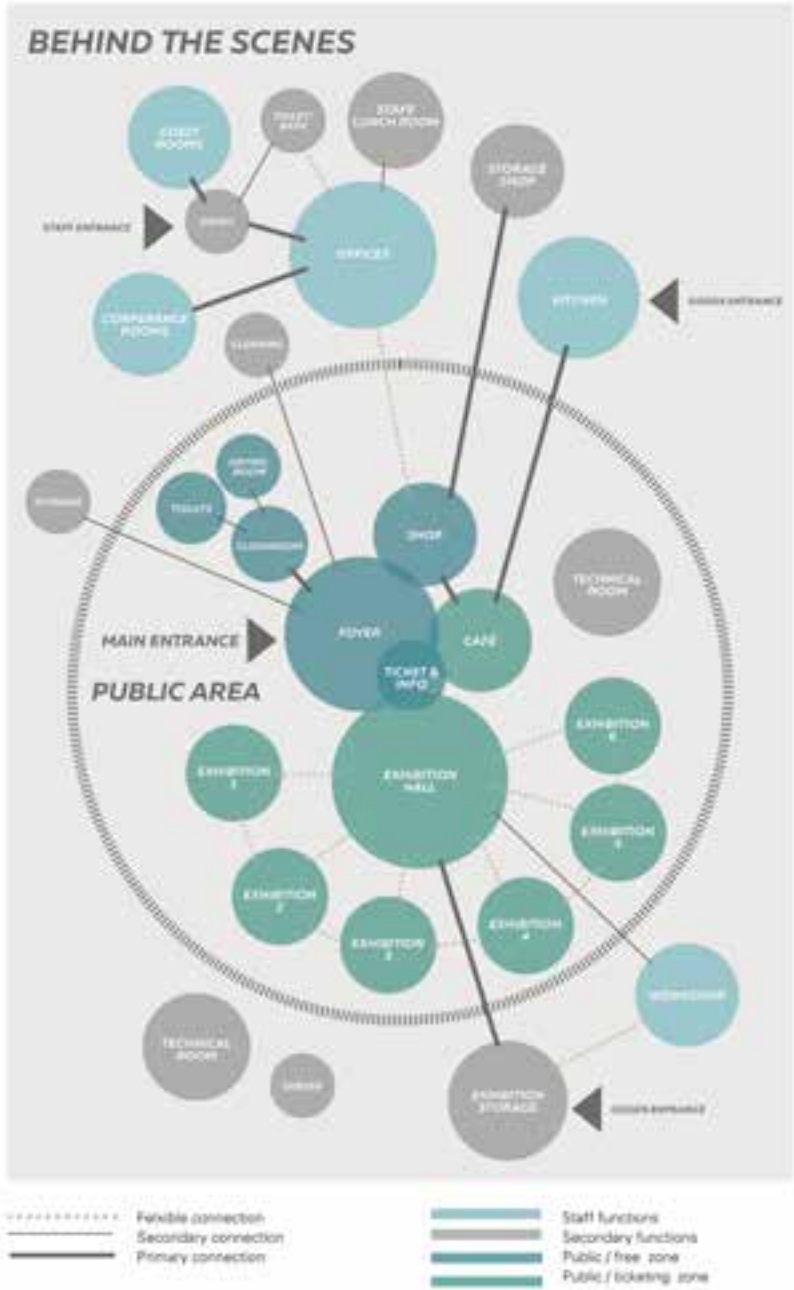 BEHIND THE SCENES
GUEST
ROOMS
STAFF
LUNCH ROOM
STORAGE
SHOP
STAFF ENTRANCE
OFFICES
KITCHEN
GOODS ENTRANCE
CONFERENCE
ROOMS
CLEANING
STORAGE
TOILETS
CLOAKROOM
SHOP
TECHNICAL
ROOM
FOYER
CAFÉ
MAIN ENTRANCE
TICKET &
INFO
PUBLIC AREA
EXHIBITION
6
EXHIBITION
1
EXHIBITION
HALL
EXHIBITION
5
EXHIBITION
2
EXHIBITION
4
EXHIBITION
3
WORKSHOP
TECHNICAL
ROOM
EXHIBITION
STORAGE
GOODS ENTRANCE
Felxible connection
Secondary connection
Primary connection
Staff functions
Secondary functions
Public / free zone
Public / ticketing zone